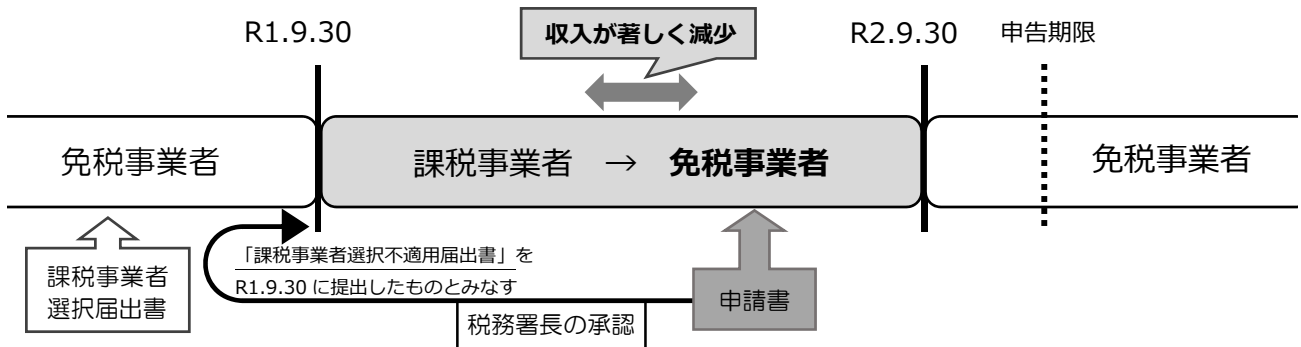 R1.9.30
収入が著しく減少
R2.9.30
申告期限
免税事業者
課税事業者 → 免税事業者
免税事業者
課税事業者
選択届出書
「課税事業者選択不適用届出書」を
R1.9.30 に提出したものとみなす
税務署長の承認
申請書